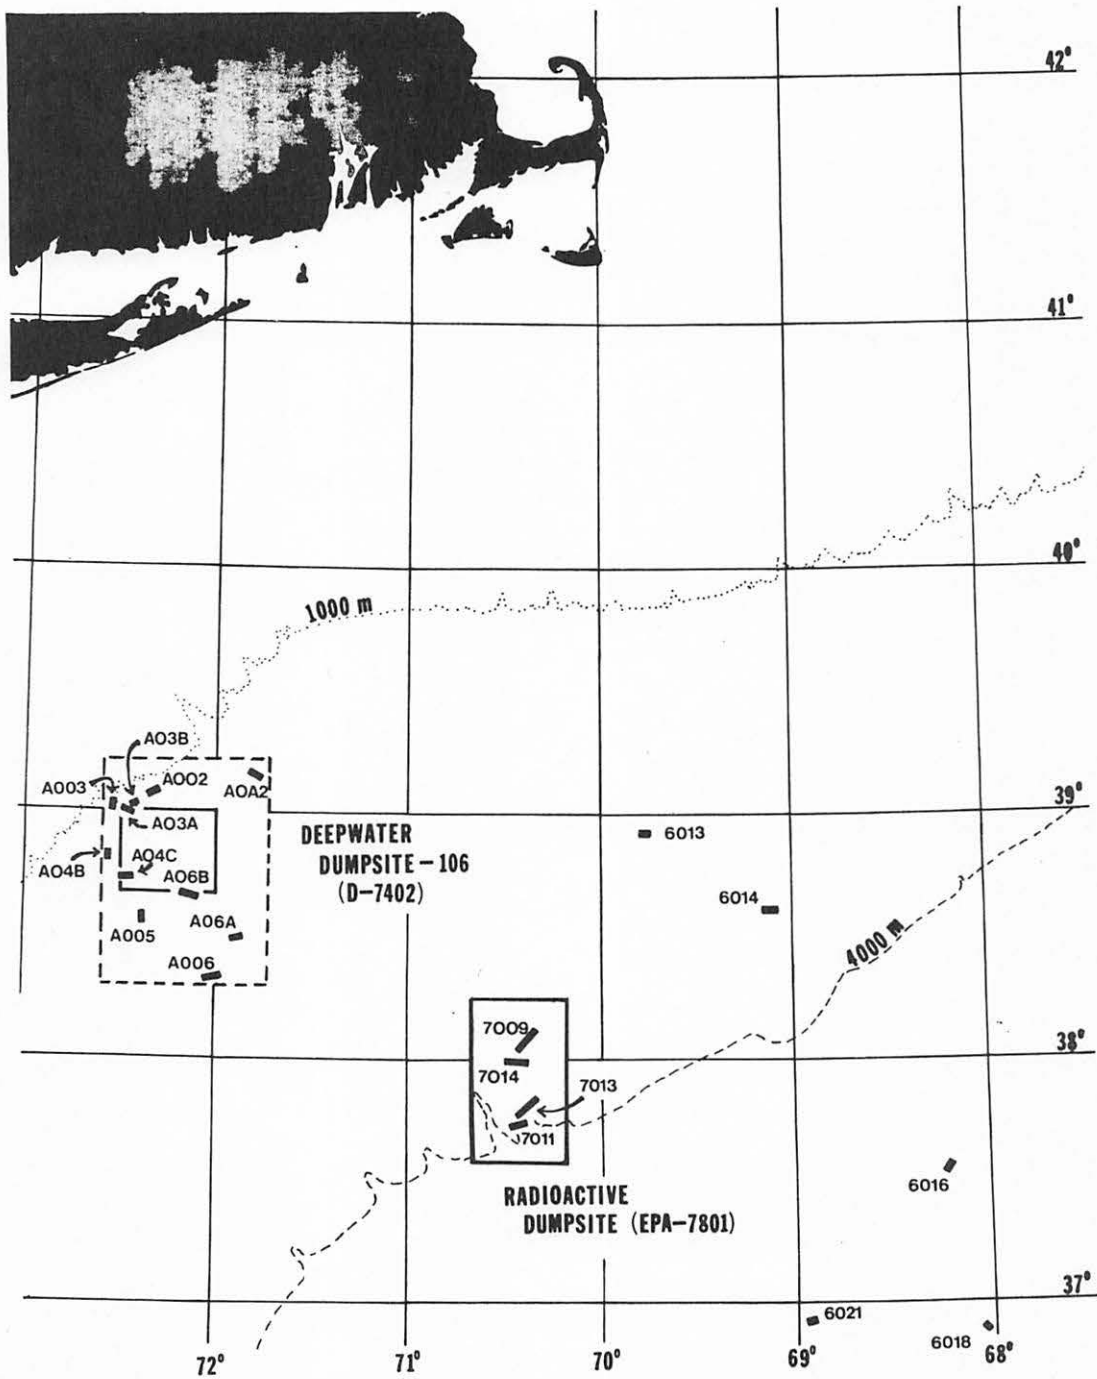 42°
41°
40°
1000 m
A03B
A003
A002
A0A2
39°
A03A
DEEPWATER
DUMPSITE-106
(D-7402)
6013
A04B
A04C
A06B
6014
A005
A06A
4000 m
A006
7009
38°
7014
7013
7011
6016
RADIOACTIVE
DUMPSITE (EPA-7801)
37°
6021
6018
72°
71°
70°
69°
68°